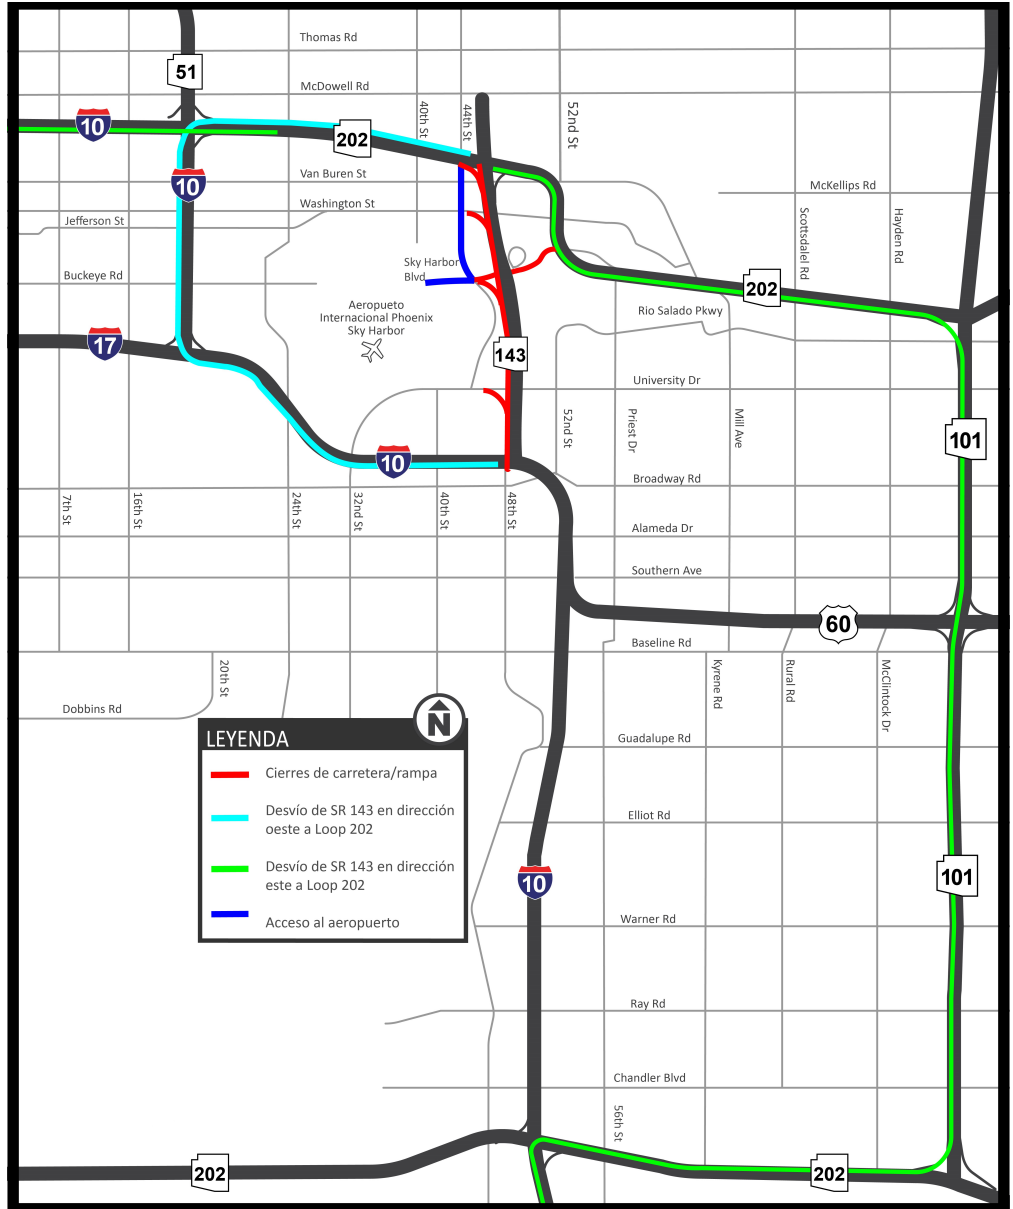 Thomas Rd
51
McDowell Rd
10
202
40th St
44th St
52nd St
10
Van Buren St
McKellips Rd
Washington St
Jefferson St
Scottsdalel Rd
Hayden Rd
Sky Harbor
Blvd
Buckeye Rd
202
Aeropueto
Internacional Phoenix
Sky Harbor
Rio Salado Pkwy
17
143
University Dr
52nd St
Priest Dr
Mill Ave
101
10
Broadway Rd
7th St
16th St
24th St
32nd St
40th St
48th St
Alameda Dr
Southern Ave
60
Baseline Rd
20th St
Kyrene Rd
Rural Rd
McClintock Dr
Dobbins Rd
N
Guadalupe Rd
LEYENDA
Cierres de carretera/rampa
Desvío de SR 143 en dirección
oeste a Loop 202
Desvío de SR 143 en dirección
este a Loop 202
Acceso al aeropuerto
Elliot Rd
10
101
Warner Rd
Ray Rd
Chandler Blvd
56th St
202
202